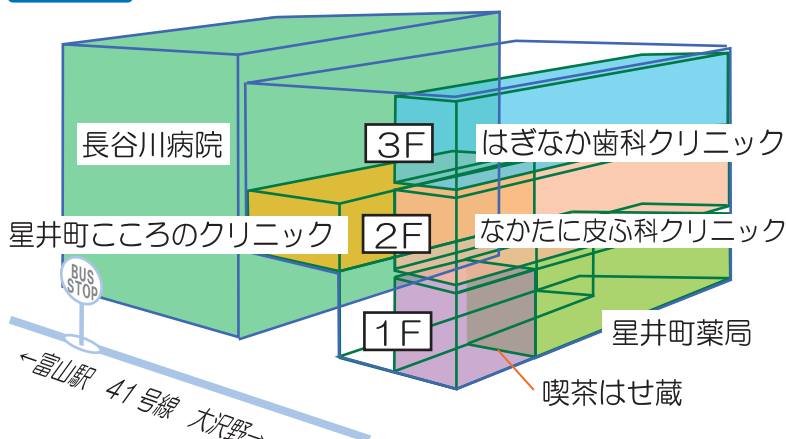 長谷川病院
3F
はぎなか歯科クリニック
星井町こころのクリニック
2F
なかたに皮ふ科クリニック
BUS
STOP
1F
星井町薬局
喫茶はせ蔵
←富山駅 41号線 大沢野→